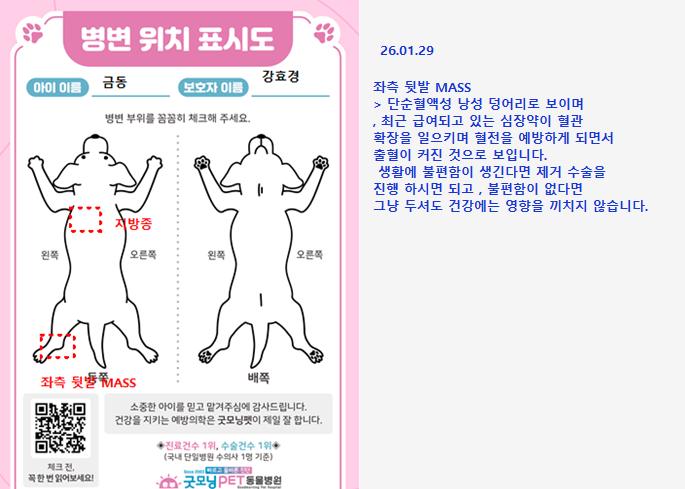 병변 위치 표시도
아이 이름 금동 보호자 이름 강효경
병변 부위를 꼼꼼히 체크해 주세요.
지방종
왼쪽 오른쪽 왼쪽 오른쪽
등쪽 배쪽
좌측 뒷발 MASS
체크 전,
꼭 한 번 읽어보세요!
소중한 아이를 믿고 맡겨주심에 감사드립니다.
건강을 지키는 예방의학은 굿모닝펫이 제일 잘 합니다.
◈진료건수 1위, 수술건수 1위◈
(국내 단일병원 수의사 1명 기준)
굿모닝PET동물병원
26.01.29
좌측 뒷발 MASS
> 단순혈액성 낭성 덩어리로 보이며
, 최근 급여되고 있는 심장약이 혈관
확장을 일으키며 혈전을 예방하게 되면서
출혈이 커진 것으로 보입니다.
생활에 불편함이 생긴다면 제거 수술을
진행 하시면 되고 , 불편함이 없다면
그냥 두셔도 건강에는 영향을 끼치지 않습니다.